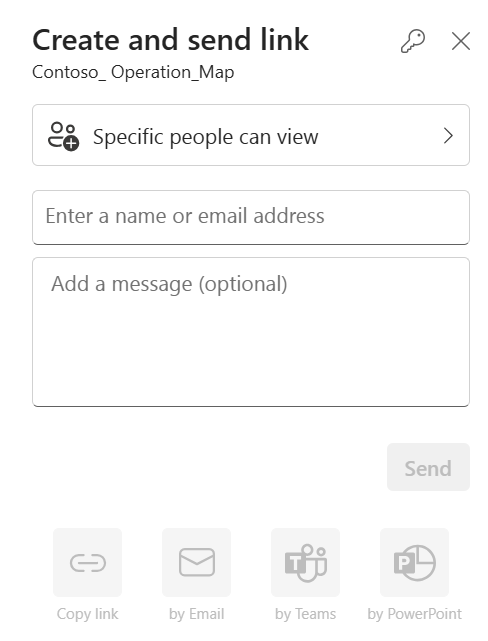 Create and send link
Contoso_ Operation_Map
Specific people can view
Enter a name or email address
Add a message (optional)
Send
T
P
Copy link
by Email
by Teams
by PowerPoint